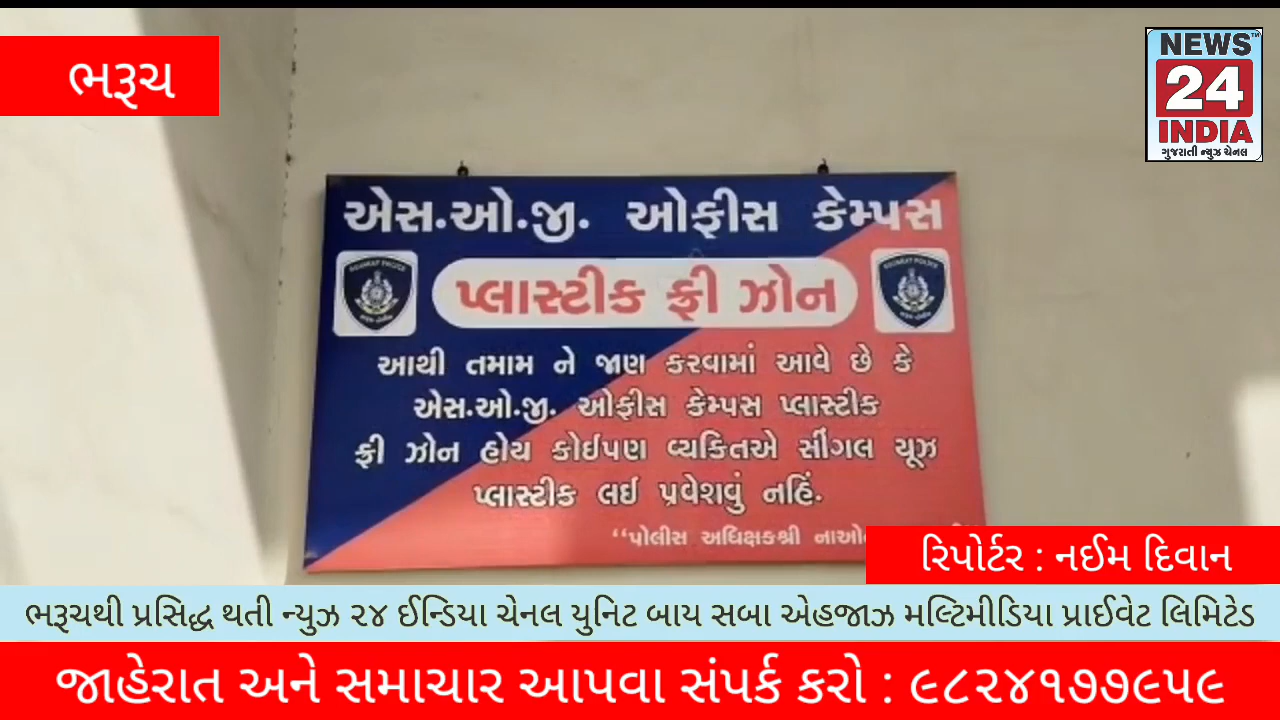 ભરૂચ
NEWS
24
INDIA
ગુજરાતી ન્યુઝ ચેનલ
એસ.ઓ.જી. ઓફીસ કેમ્પસ
પ્લાસ્ટીક ફ્રી ઝોન
આથી તમામ ને જાણ કરવામાં આવે છે કે
એસ.ઓ.જી. ઓફીસ કેમ્પસ પ્લાસ્ટીક
ફ્રી ઝોન હોય કોઈપણ વ્યકિતએ સીંગલ યૂઝ
પ્લાસ્ટીક લઈ પ્રવેશવું નહિં.
“પોલીસ અધિક્ષકશ્રી
રિપોર્ટર : નઈમ દિવાન
ભરૂચથી પ્રસિદ્ધ થતી ન્યુઝ ૨૪ ઈન્ડિયા ચેનલ યુનિટ બાય સબા એહજાઝ મલ્ટિમીડિયા પ્રાઈવેટ લિમિટેડ
જાહેરાત અને સમાચાર આપવા સંપર્ક કરો : ૯૮૨૪૧૭૭૯૫૯